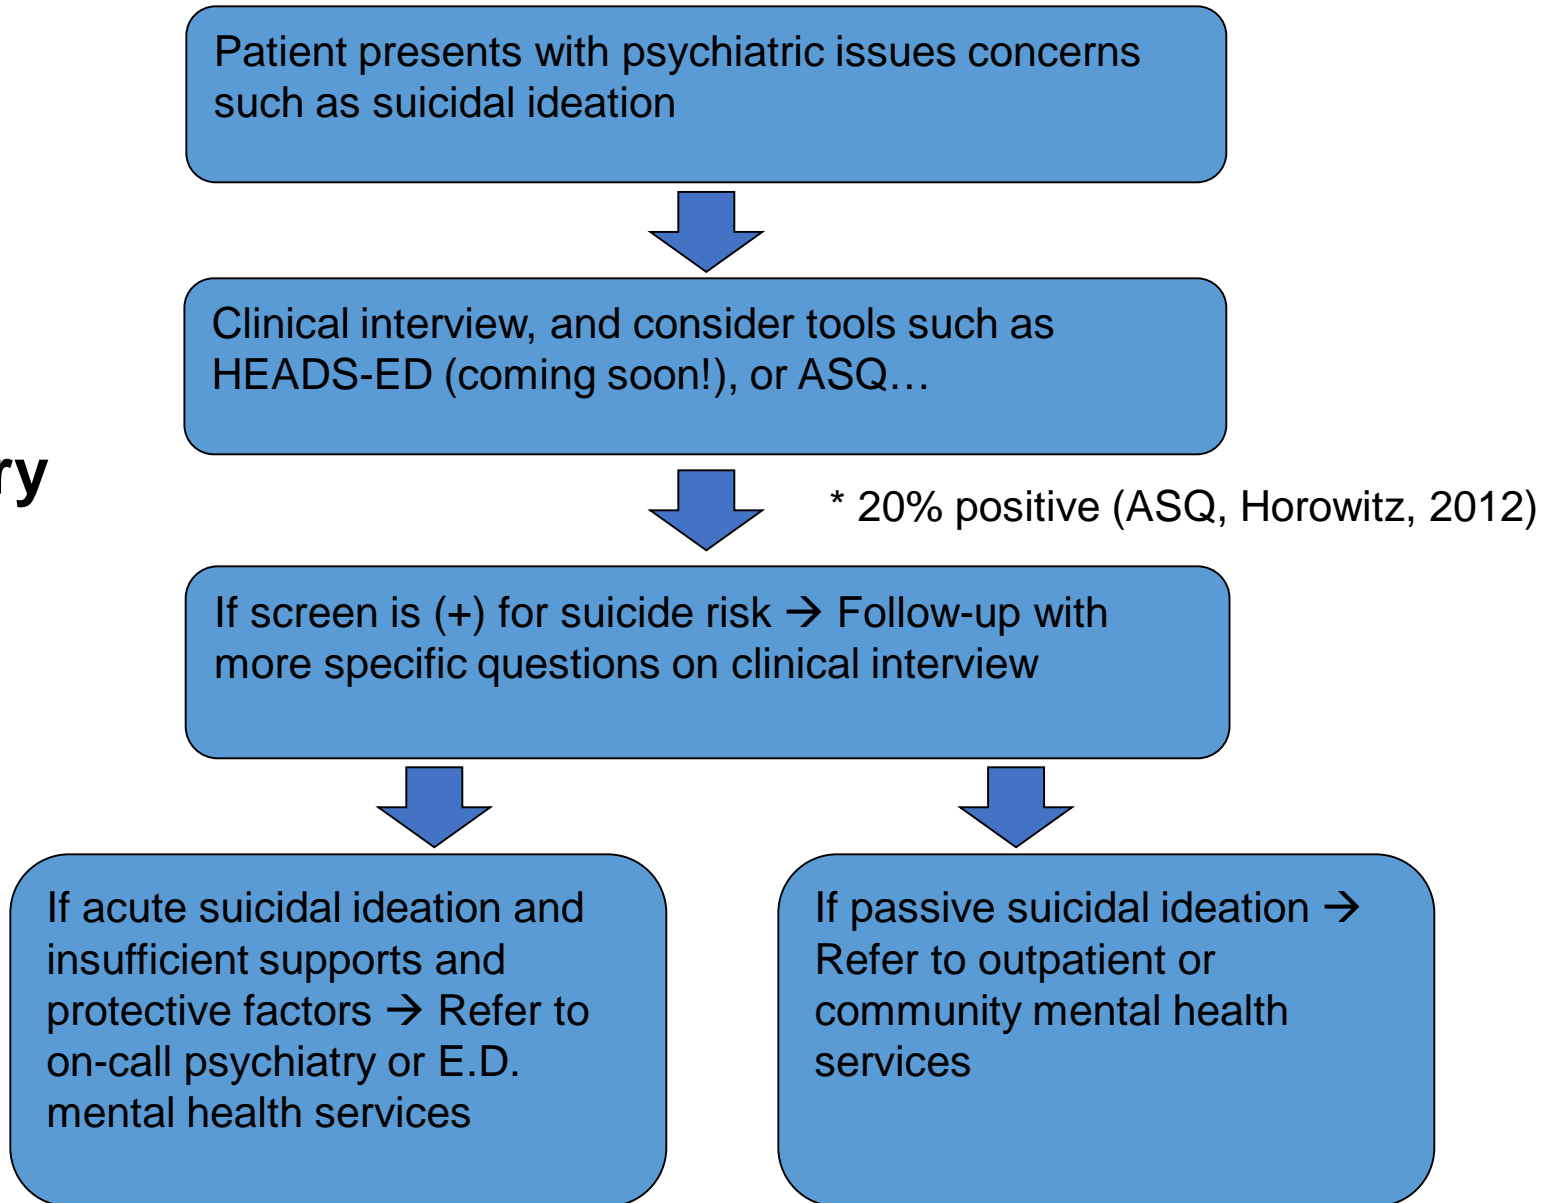 Patient presents with psychiatric issues concerns
such as suicidal ideation
Clinical interview, and consider tools such as
HEADS-ED (coming soon!), or ASQ…
ry
* 20% positive (ASQ, Horowitz, 2012)
If screen is (+) for suicide risk → Follow-up with
more specific questions on clinical interview
If acute suicidal ideation and
insufficient supports and
protective factors → Refer to
on-call psychiatry or E.D.
mental health services
If passive suicidal ideation →
Refer to outpatient or
community mental health
services